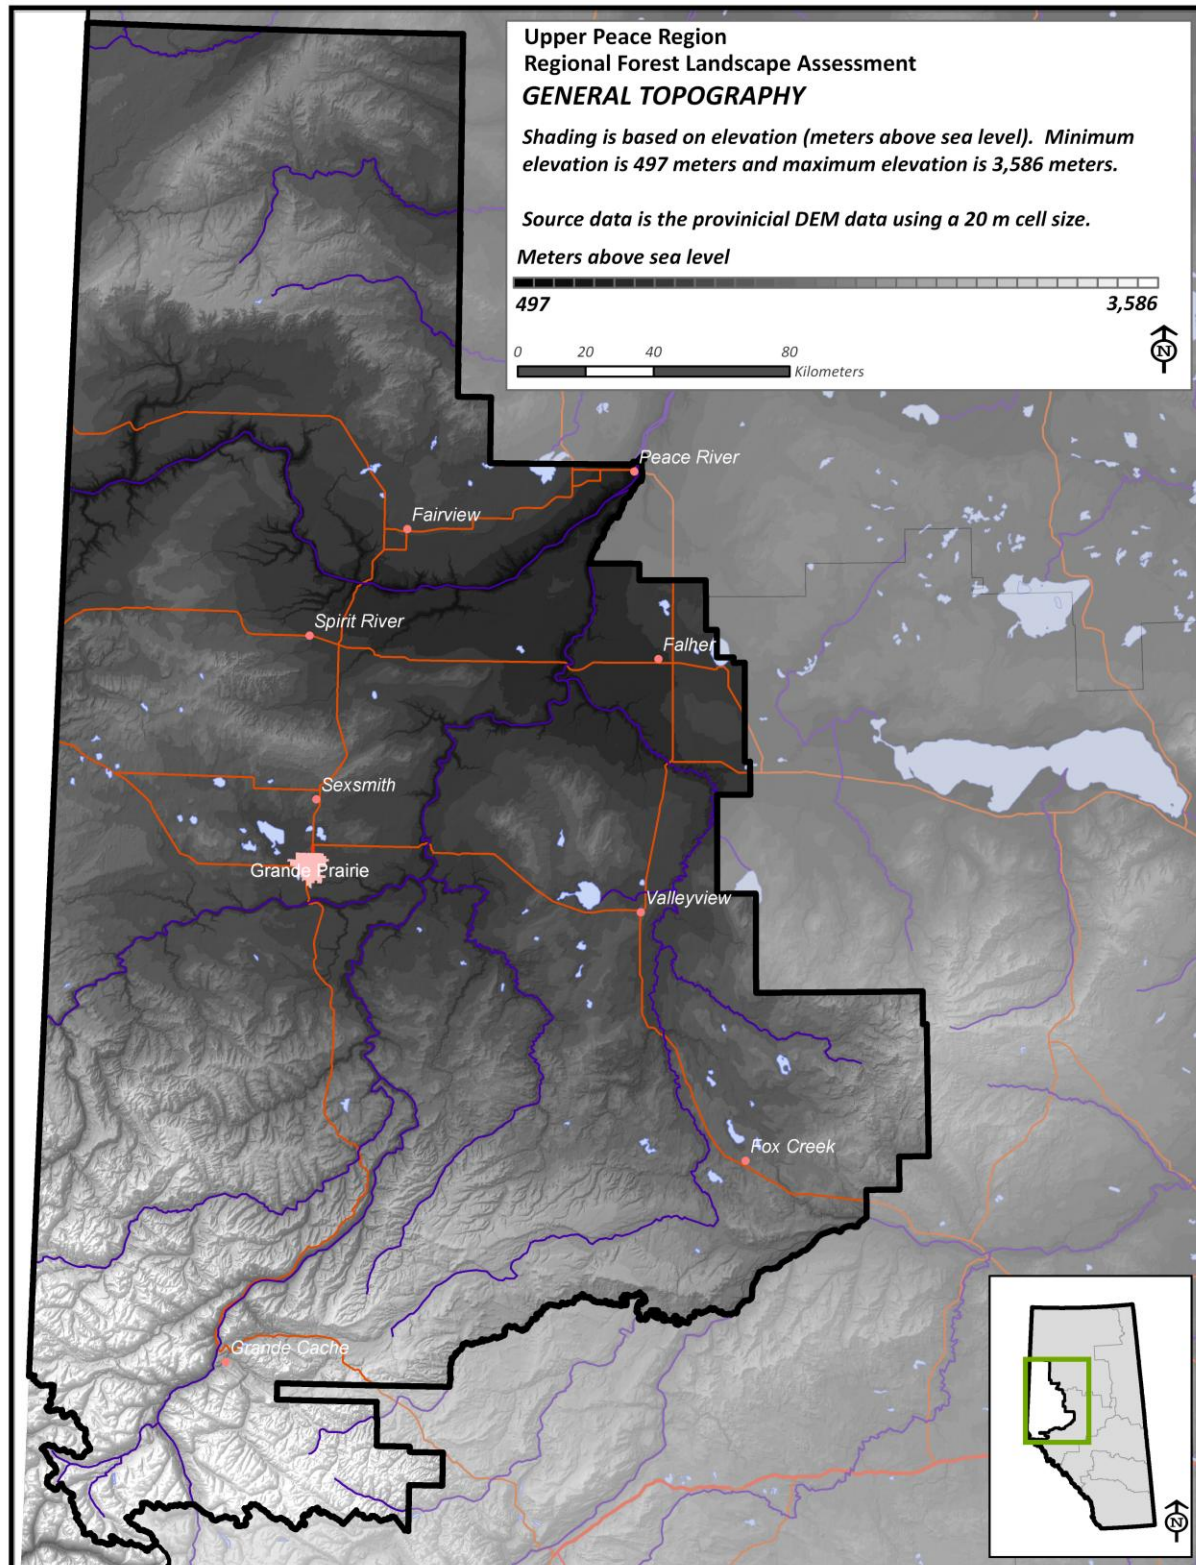 Upper Peace Region
Regional Forest Landscape Assessment
GENERAL TOPOGRAPHY
Shading is based on elevation (meters above sea level). Minimum
elevation is 497 meters and maximum elevation is 3,586 meters.
Source data is the provinicial DEM data using a 20 m cell size.
Meters above sea level
497 3,586
0 20 40 80
Kilometers
N
Peace River
Fairview
Spirit River
Falher
Sexsmith
Grande Prairie
Valleyview
Fox Creek
Grande Cache
N